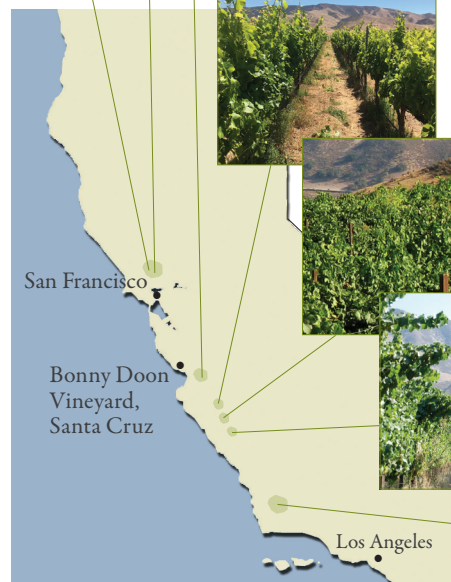 San Francisco
Bonny Doon
Vineyard,
Santa Cruz
Los Angeles